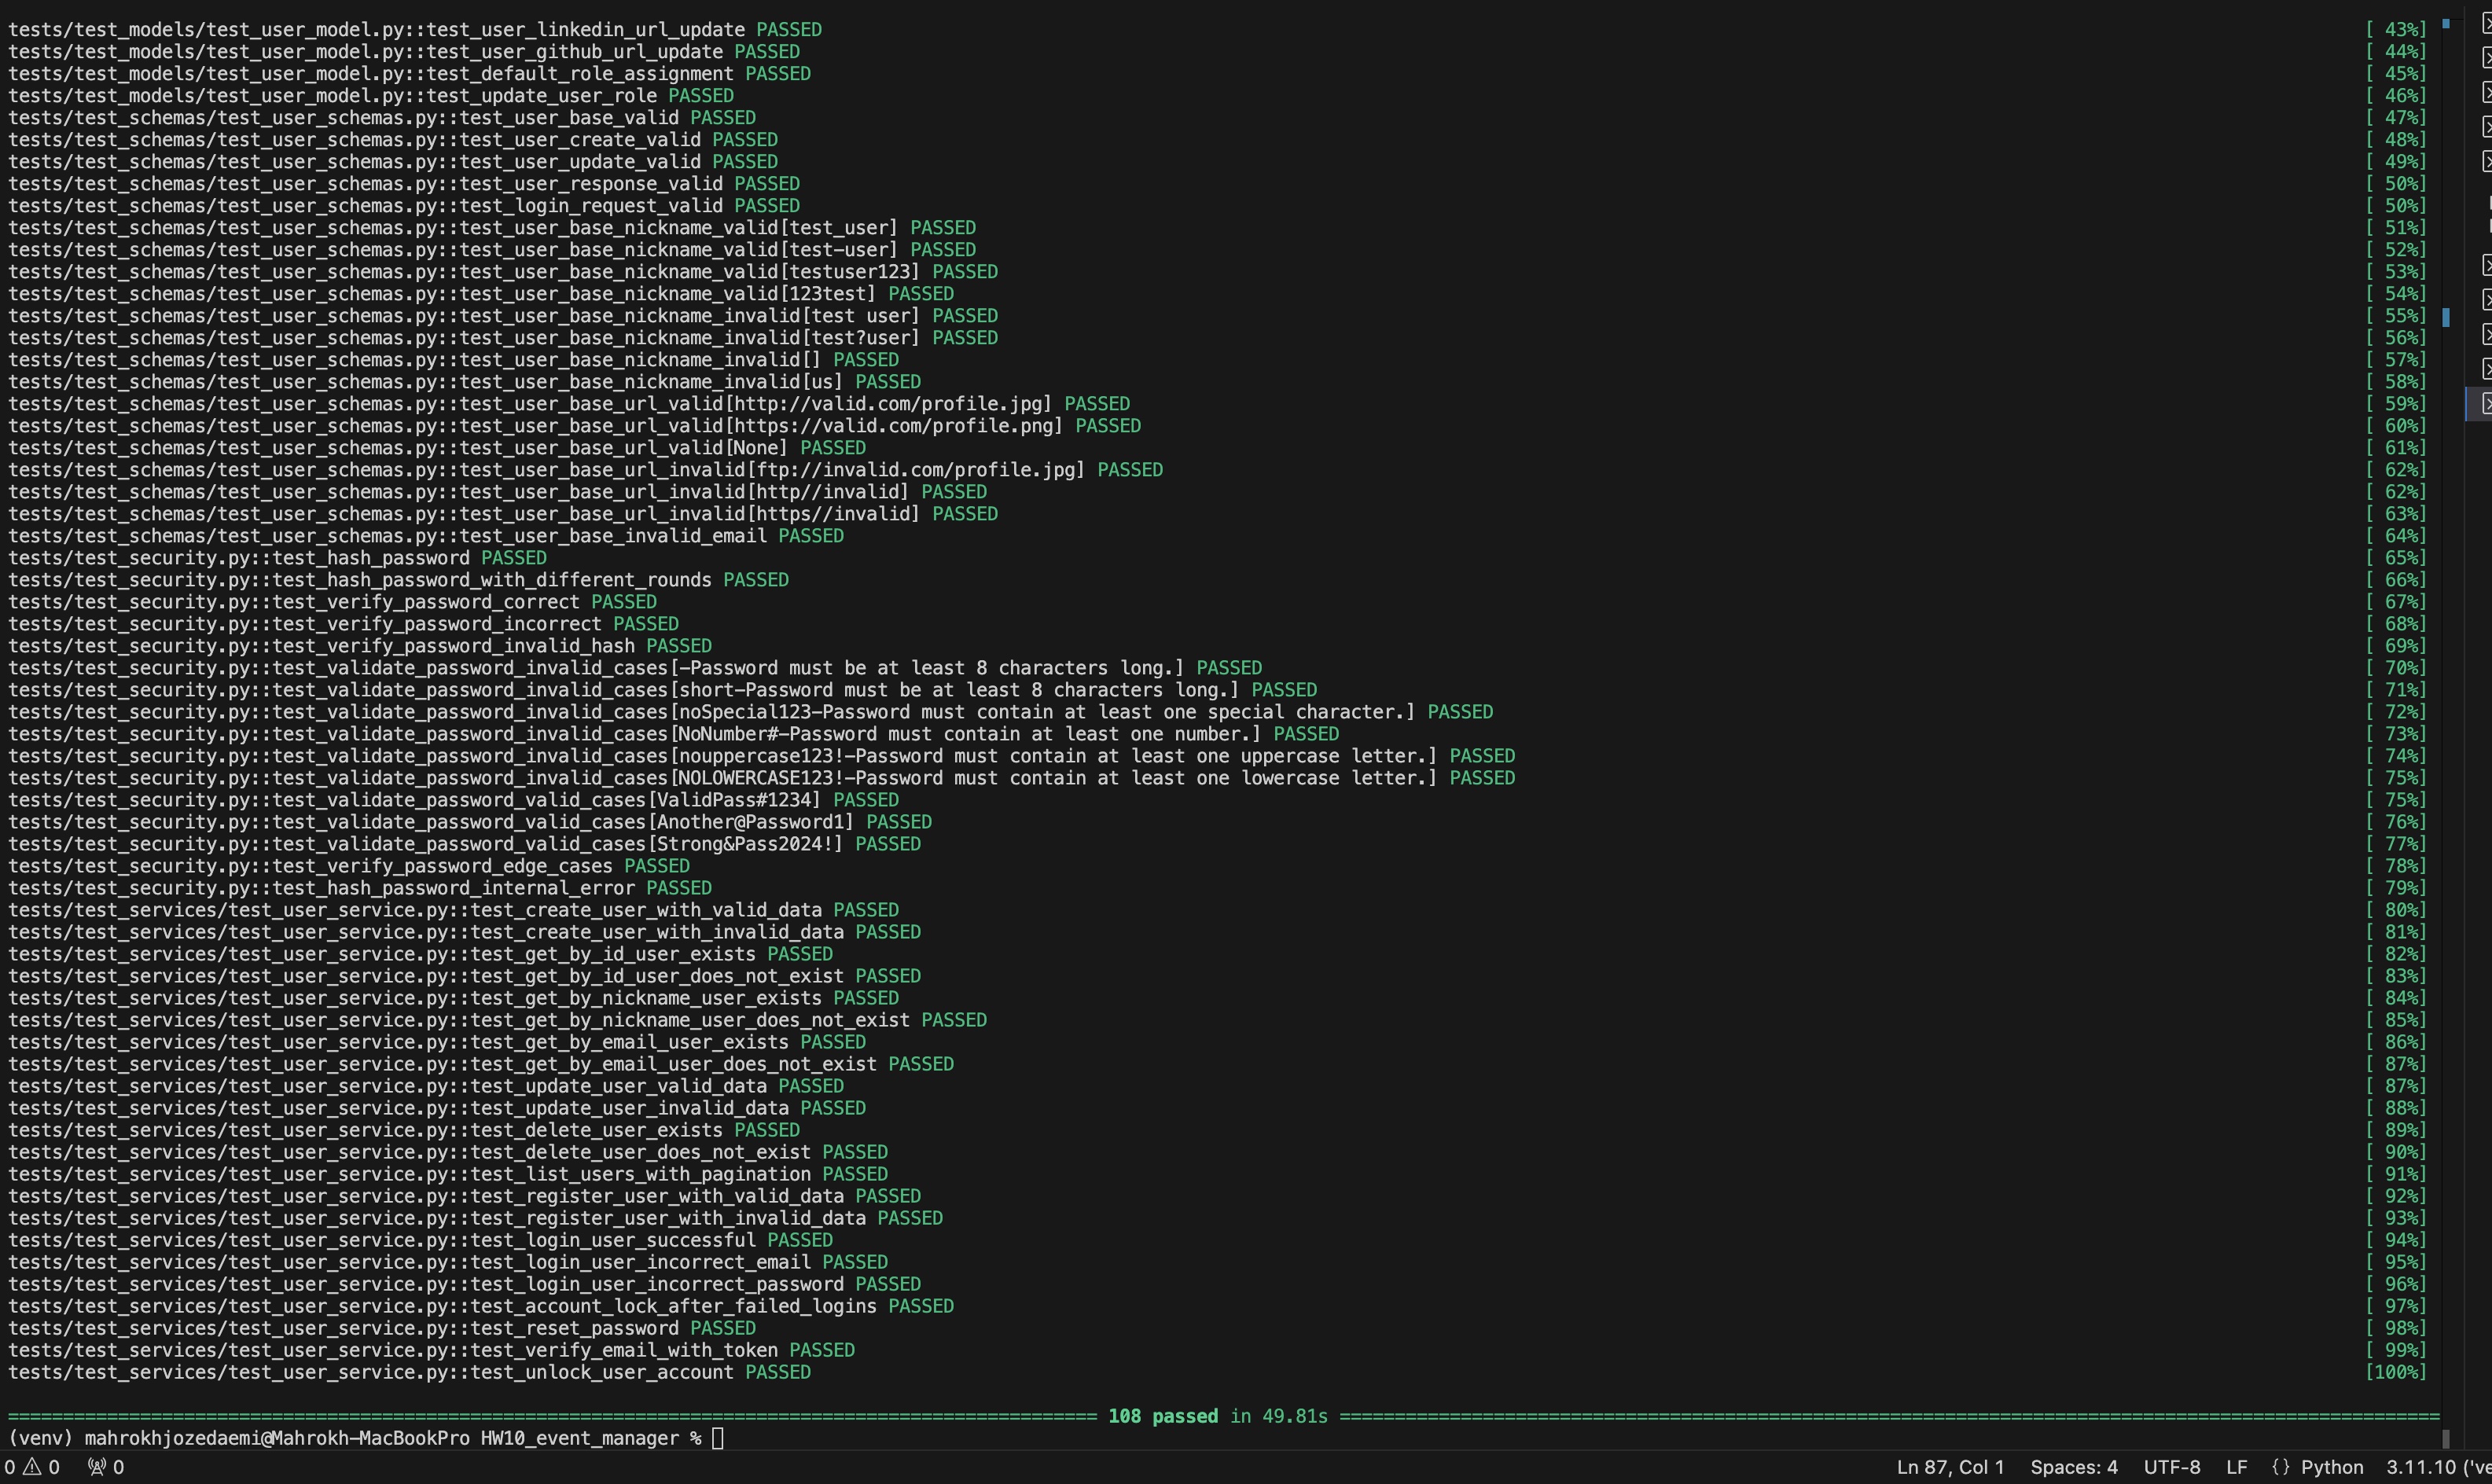 tests/test_models/test_user_model.py::test_user_linkedin_url_update PASSED [ 43%]
tests/test_models/test_user_model.py::test_user_github_url_update PASSED [ 44%]
tests/test_models/test_user_model.py::test_default_role_assignment PASSED [ 45%]
tests/test_models/test_user_model.py::test_update_user_role PASSED [ 46%]
tests/test_schemas/test_user_schemas.py::test_user_base_valid PASSED [ 47%]
tests/test_schemas/test_user_schemas.py::test_user_create_valid PASSED [ 48%]
tests/test_schemas/test_user_schemas.py::test_user_update_valid PASSED [ 49%]
tests/test_schemas/test_user_schemas.py::test_user_response_valid PASSED [ 50%]
tests/test_schemas/test_user_schemas.py::test_login_request_valid PASSED [ 50%]
tests/test_schemas/test_user_schemas.py::test_user_base_nickname_valid[test_user] PASSED [ 51%]
tests/test_schemas/test_user_schemas.py::test_user_base_nickname_valid[test-user] PASSED [ 52%]
tests/test_schemas/test_user_schemas.py::test_user_base_nickname_valid[testuser123] PASSED [ 53%]
tests/test_schemas/test_user_schemas.py::test_user_base_nickname_valid[123test] PASSED [ 54%]
tests/test_schemas/test_user_schemas.py::test_user_base_nickname_invalid[test user] PASSED [ 55%]
tests/test_schemas/test_user_schemas.py::test_user_base_nickname_invalid[test?user] PASSED [ 56%]
tests/test_schemas/test_user_schemas.py::test_user_base_nickname_invalid[] PASSED [ 57%]
tests/test_schemas/test_user_schemas.py::test_user_base_nickname_invalid[us] PASSED [ 58%]
tests/test_schemas/test_user_schemas.py::test_user_base_url_valid[http://valid.com/profile.jpg] PASSED [ 59%]
tests/test_schemas/test_user_schemas.py::test_user_base_url_valid[https://valid.com/profile.png] PASSED [ 60%]
tests/test_schemas/test_user_schemas.py::test_user_base_url_valid[None] PASSED [ 61%]
tests/test_schemas/test_user_schemas.py::test_user_base_url_invalid[ftp://invalid.com/profile.jpg] PASSED [ 62%]
tests/test_schemas/test_user_schemas.py::test_user_base_url_invalid[http//invalid] PASSED [ 62%]
tests/test_schemas/test_user_schemas.py::test_user_base_url_invalid[https//invalid] PASSED [ 63%]
tests/test_schemas/test_user_schemas.py::test_user_base_invalid_email PASSED [ 64%]
tests/test_security.py::test_hash_password PASSED [ 65%]
tests/test_security.py::test_hash_password_with_different_rounds PASSED [ 66%]
tests/test_security.py::test_verify_password_correct PASSED [ 67%]
tests/test_security.py::test_verify_password_incorrect PASSED [ 68%]
tests/test_security.py::test_verify_password_invalid_hash PASSED [ 69%]
tests/test_security.py::test_validate_password_invalid_cases[-Password must be at least 8 characters long.] PASSED [ 70%]
tests/test_security.py::test_validate_password_invalid_cases[short-Password must be at least 8 characters long.] PASSED [ 71%]
tests/test_security.py::test_validate_password_invalid_cases[noSpecial123-Password must contain at least one special character.] PASSED [ 72%]
tests/test_security.py::test_validate_password_invalid_cases[NoNumber#-Password must contain at least one number.] PASSED [ 73%]
tests/test_security.py::test_validate_password_invalid_cases[nouppercase123!-Password must contain at least one uppercase letter.] PASSED [ 74%]
tests/test_security.py::test_validate_password_invalid_cases[NOLOWERCASE123!-Password must contain at least one lowercase letter.] PASSED [ 75%]
tests/test_security.py::test_validate_password_valid_cases[ValidPass#1234] PASSED [ 75%]
tests/test_security.py::test_validate_password_valid_cases[Another@Password1] PASSED [ 76%]
tests/test_security.py::test_validate_password_valid_cases[Strong&Pass2024!] PASSED [ 77%]
tests/test_security.py::test_verify_password_edge_cases PASSED [ 78%]
tests/test_security.py::test_hash_password_internal_error PASSED [ 79%]
tests/test_services/test_user_service.py::test_create_user_with_valid_data PASSED [ 80%]
tests/test_services/test_user_service.py::test_create_user_with_invalid_data PASSED [ 81%]
tests/test_services/test_user_service.py::test_get_by_id_user_exists PASSED [ 82%]
tests/test_services/test_user_service.py::test_get_by_id_user_does_not_exist PASSED [ 83%]
tests/test_services/test_user_service.py::test_get_by_nickname_user_exists PASSED [ 84%]
tests/test_services/test_user_service.py::test_get_by_nickname_user_does_not_exist PASSED [ 85%]
tests/test_services/test_user_service.py::test_get_by_email_user_exists PASSED [ 86%]
tests/test_services/test_user_service.py::test_get_by_email_user_does_not_exist PASSED [ 87%]
tests/test_services/test_user_service.py::test_update_user_valid_data PASSED [ 87%]
tests/test_services/test_user_service.py::test_update_user_invalid_data PASSED [ 88%]
tests/test_services/test_user_service.py::test_delete_user_exists PASSED [ 89%]
tests/test_services/test_user_service.py::test_delete_user_does_not_exist PASSED [ 90%]
tests/test_services/test_user_service.py::test_list_users_with_pagination PASSED [ 91%]
tests/test_services/test_user_service.py::test_register_user_with_valid_data PASSED [ 92%]
tests/test_services/test_user_service.py::test_register_user_with_invalid_data PASSED [ 93%]
tests/test_services/test_user_service.py::test_login_user_successful PASSED [ 94%]
tests/test_services/test_user_service.py::test_login_user_incorrect_email PASSED [ 95%]
tests/test_services/test_user_service.py::test_login_user_incorrect_password PASSED [ 96%]
tests/test_services/test_user_service.py::test_account_lock_after_failed_logins PASSED [ 97%]
tests/test_services/test_user_service.py::test_reset_password PASSED [ 98%]
tests/test_services/test_user_service.py::test_verify_email_with_token PASSED [ 99%]
tests/test_services/test_user_service.py::test_unlock_user_account PASSED [100%]
108 passed in 49.81s
(venv) mahrokhjozedaemi@Mahrokh-MacBookPro HW10_event_manager %
0 0 0 Ln 87, Col 1 Spaces: 4 UTF-8 LF {} Python 3.11.10 ('ve